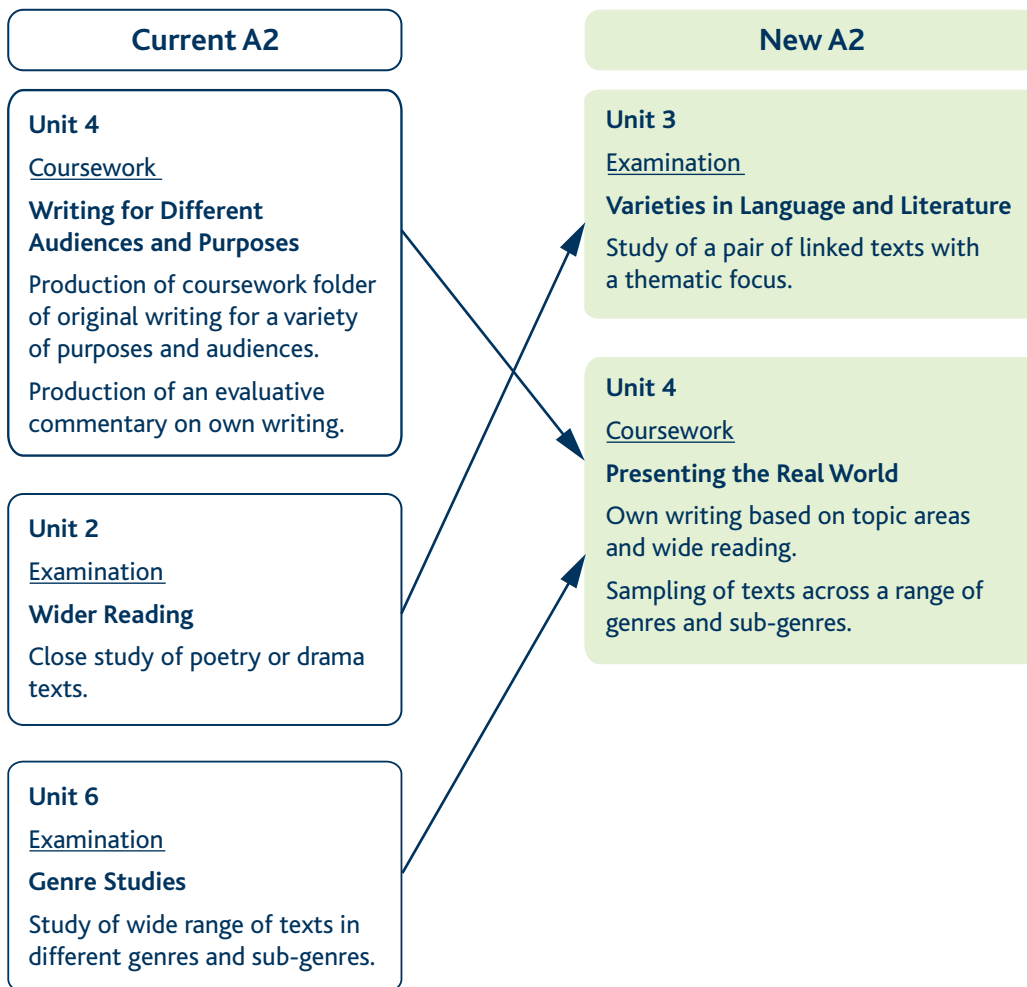 Current A2
Unit 4
Coursework
Writing for Different
Audiences and Purposes
Production of coursework folder
of original writing for a variety
of purposes and audiences.
Production of an evaluative
commentary on own writing.
Unit 2
Examination
Wider Reading
Close study of poetry or drama
texts.
Unit 6
Examination
Genre Studies
Study of wide range of texts in
different genres and sub-genres.
New A2
Unit 3
Examination
Varieties in Language and Literature
Study of a pair of linked texts with
a thematic focus.
Unit 4
Coursework
Presenting the Real World
Own writing based on topic areas
and wide reading.
Sampling of texts across a range of
genres and sub-genres.